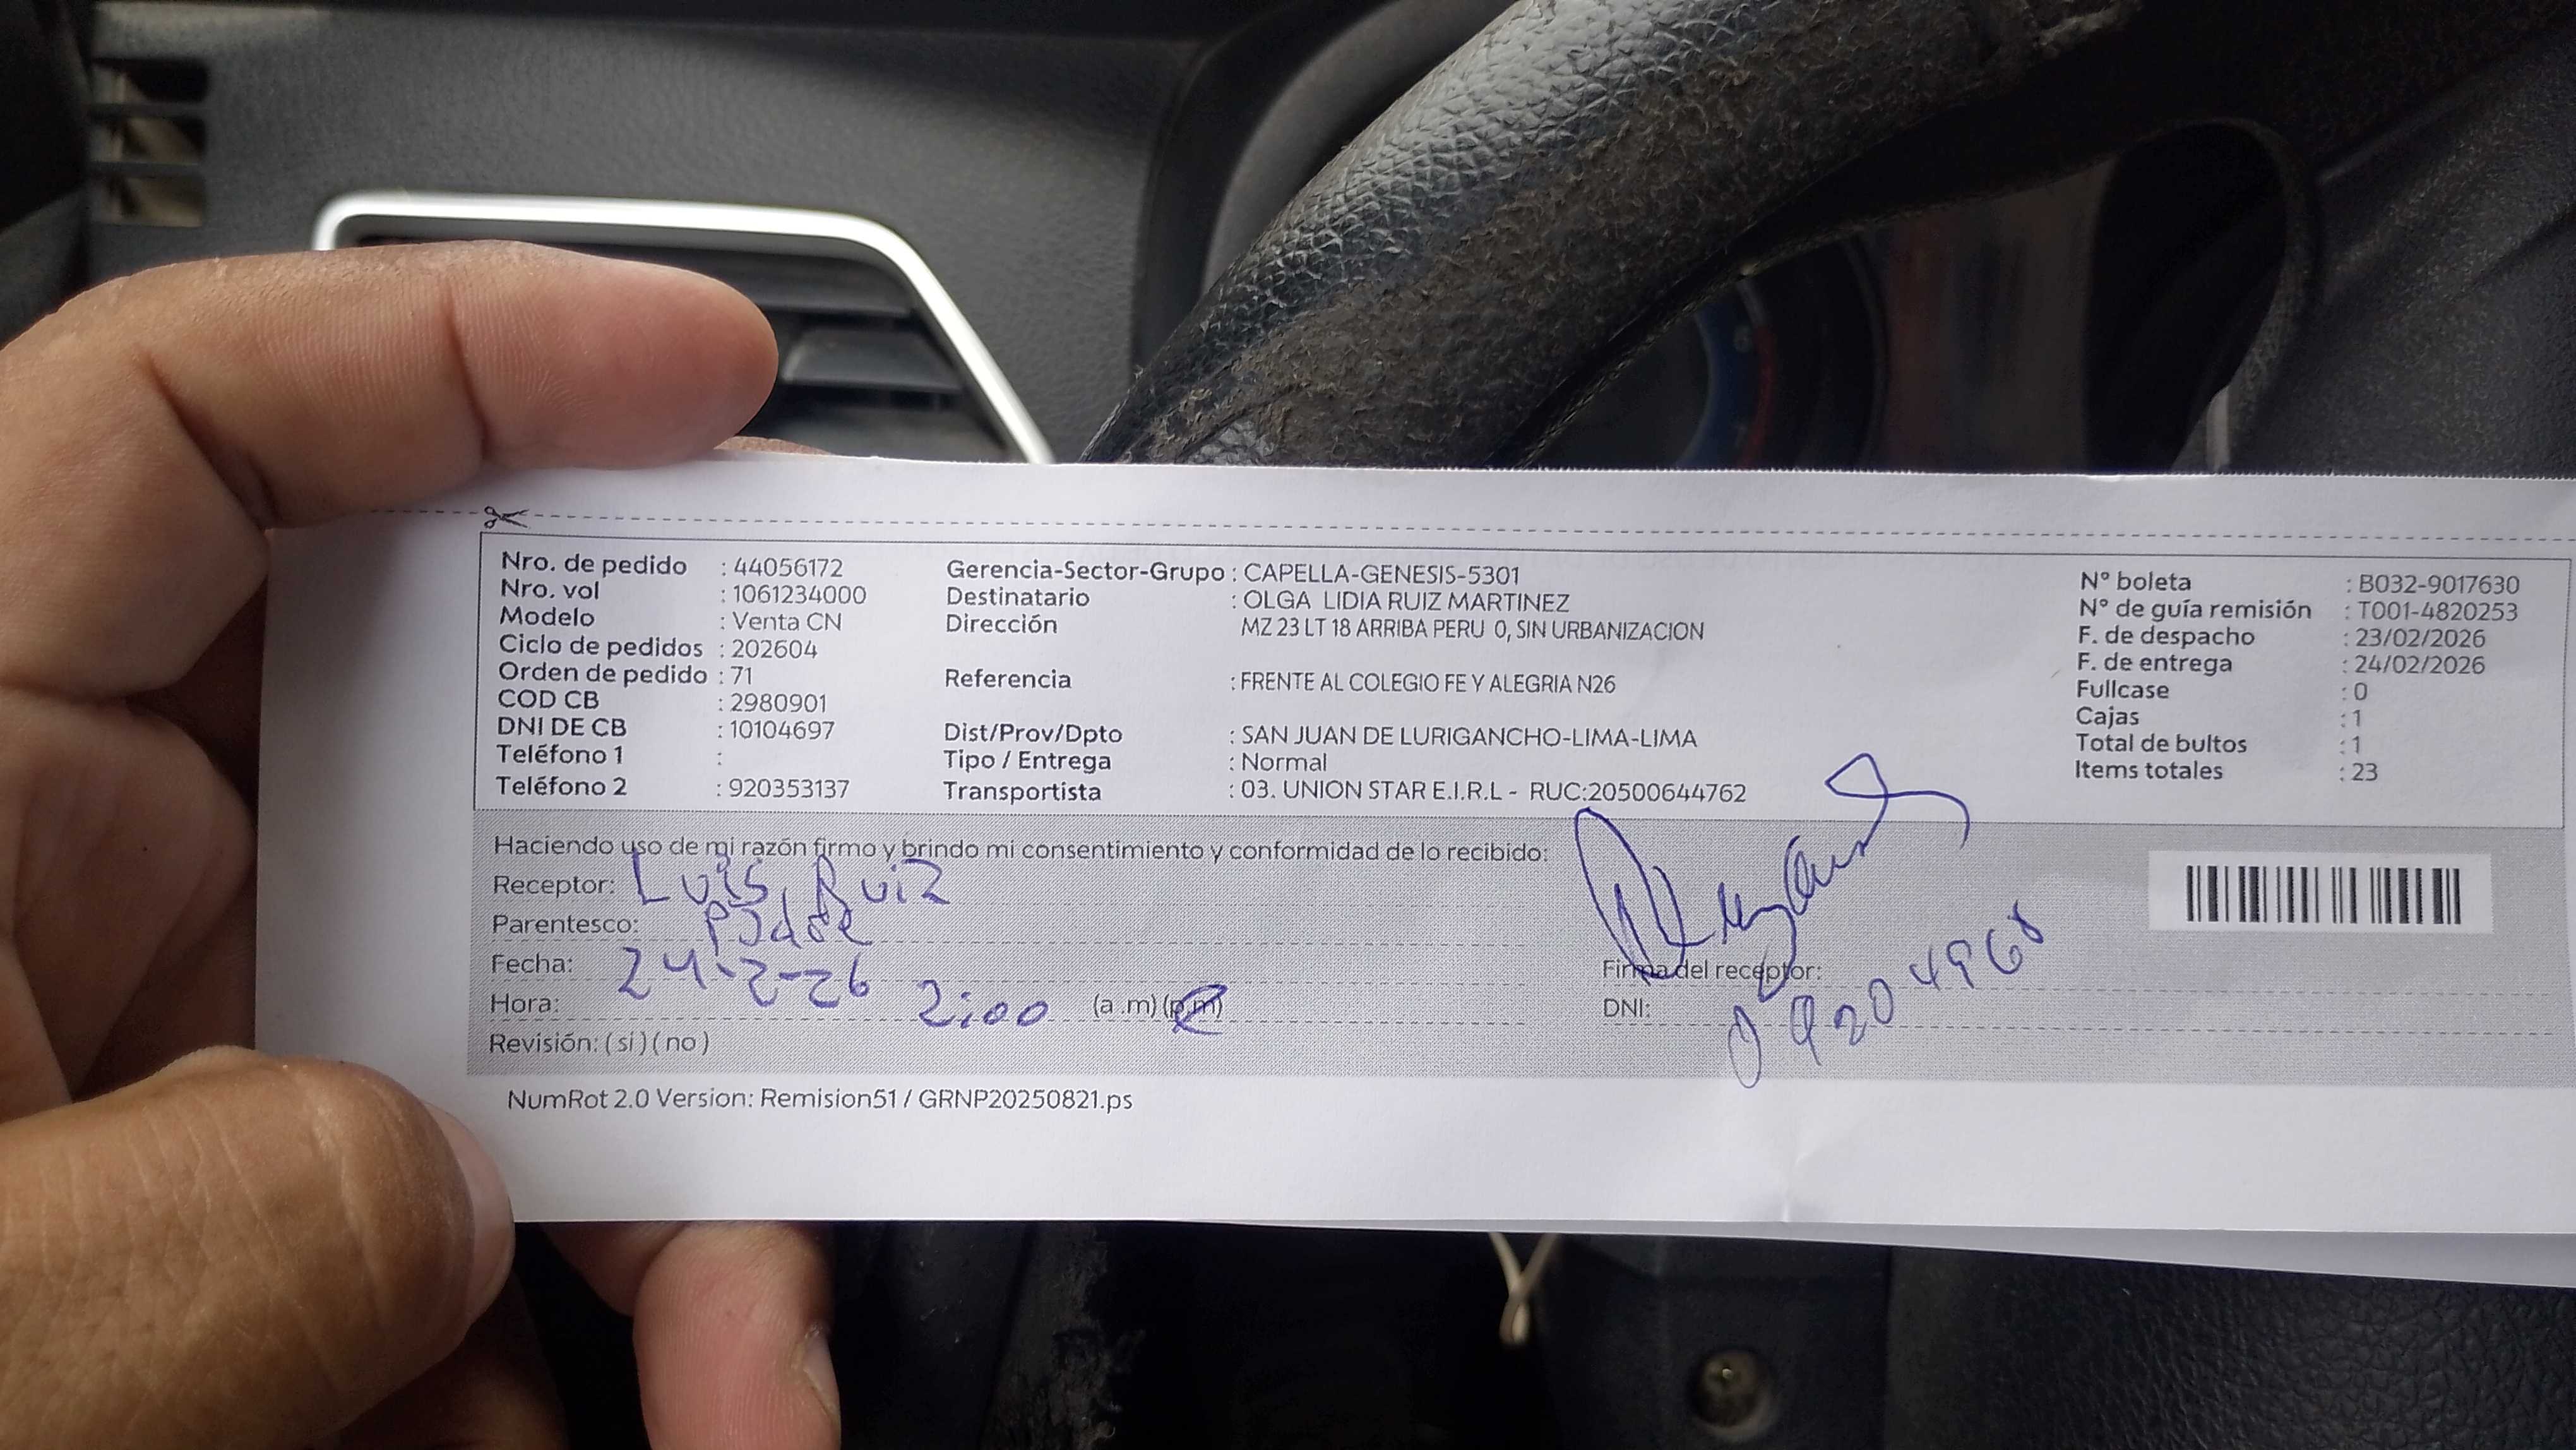 Nro. de pedido : 44056172
Nro. vol : 1061234000
Modelo : Venta CN
Ciclo de pedidos : 202604
Orden de pedido : 71
COD CB : 2980901
DNI DE CB : 10104697
Teléfono 1 :
Teléfono 2 : 920353137
Gerencia-Sector-Grupo : CAPELLA-GENESIS-5301
Destinatario : OLGA LIDIA RUIZ MARTINEZ
Dirección MZ 23 LT 18 ARRIBA PERU 0, SIN URBANIZACION
Referencia : FRENTE AL COLEGIO FE Y ALEGRIA N26
Dist/Prov/Dpto : SAN JUAN DE LURIGANCHO-LIMA-LIMA
Tipo / Entrega : Normal
Transportista : 03. UNION STAR E.I.R.L - RUC:20500644762
N° boleta : B032-9017630
N° de guía remisión : T001-4820253
F. de despacho : 23/02/2026
F. de entrega : 24/02/2026
Fullcase : 0
Cajas : 1
Total de bultos : 1
Items totales : 23
Haciendo uso de mi razón firmo y brindo mi consentimiento y conformidad de lo recibido:
Receptor: Luis Ruiz
Parentesco: Padre
Fecha: 24-2-26
Hora: 2:00 (a .m) (p.m)
Revisión: ( si ) ( no )
Firma del receptor:
DNI: 09204968
NumRot 2.0 Version: Remision51 / GRNP20250821.ps